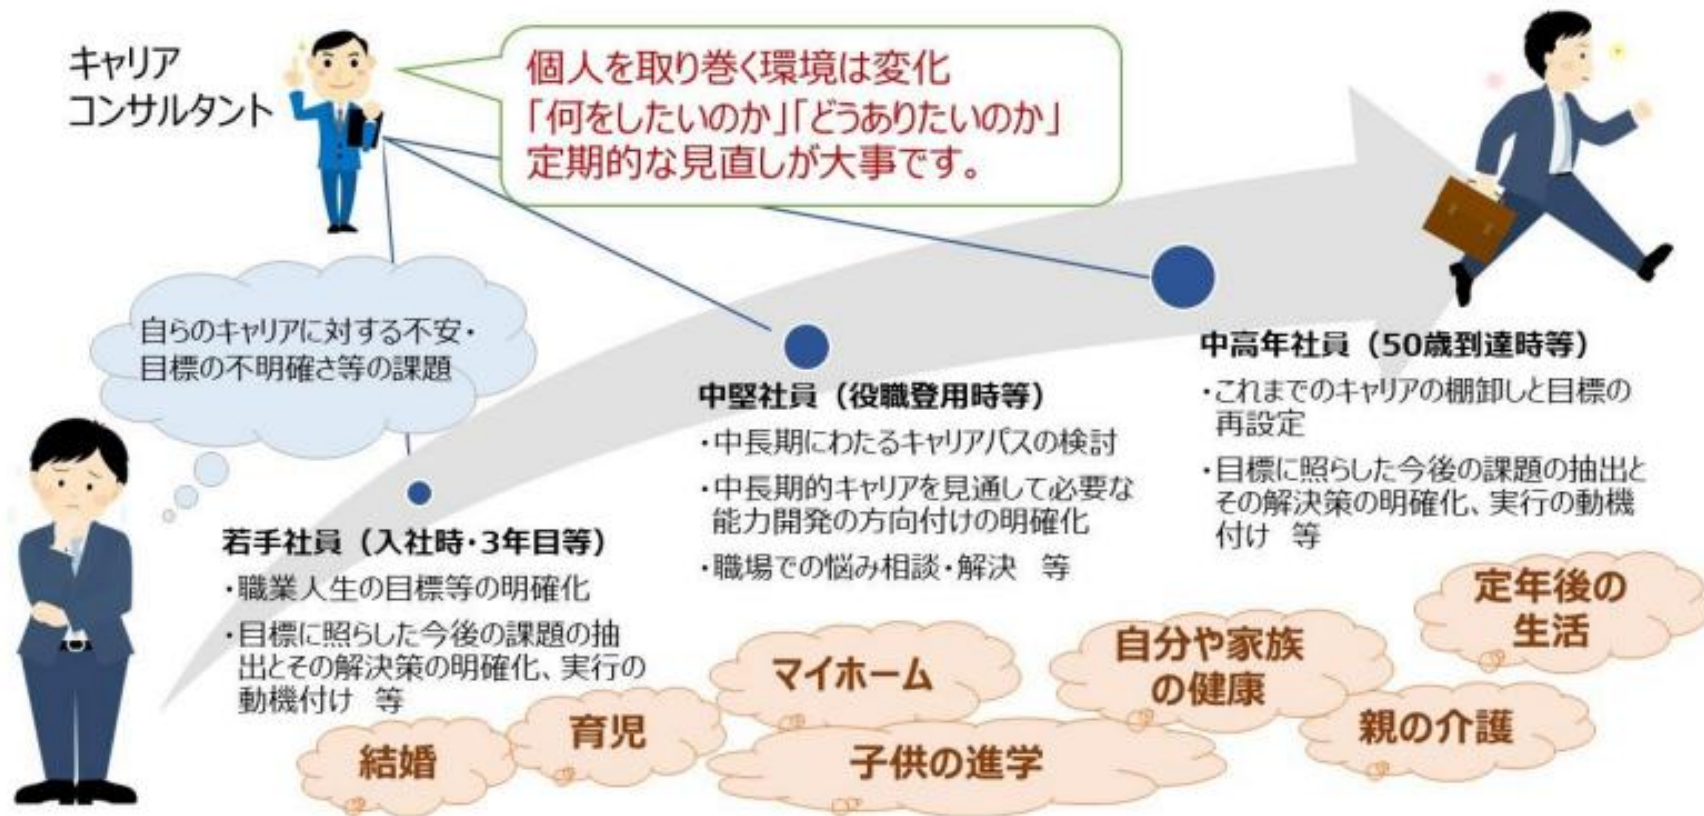 キャリア
コンサルタント
個人を取り巻く環境は変化
「何をしたいのか」「どうありたいのか」
定期的な見直しが大事です。
自らのキャリアに対する不安・
目標の不明確さ等の課題
若手社員（入社時・3年目等）
・職業人生の目標等の明確化
・目標に照らした今後の課題の抽
出とその解決策の明確化、実行の
動機付け 等
中堅社員（役職登用時等）
・中長期にわたるキャリアパスの検討
・中長期的キャリアを見通して必要な
能力開発の方向付けの明確化
・職場での悩み相談・解決 等
中高年社員（50歳到達時等）
・これまでのキャリアの棚卸しと目標の
再設定
・目標に照らした今後の課題の抽出と
その解決策の明確化、実行の動機
付け 等
結婚
育児
マイホーム
子供の進学
自分や家族
の健康
親の介護
定年後の
生活